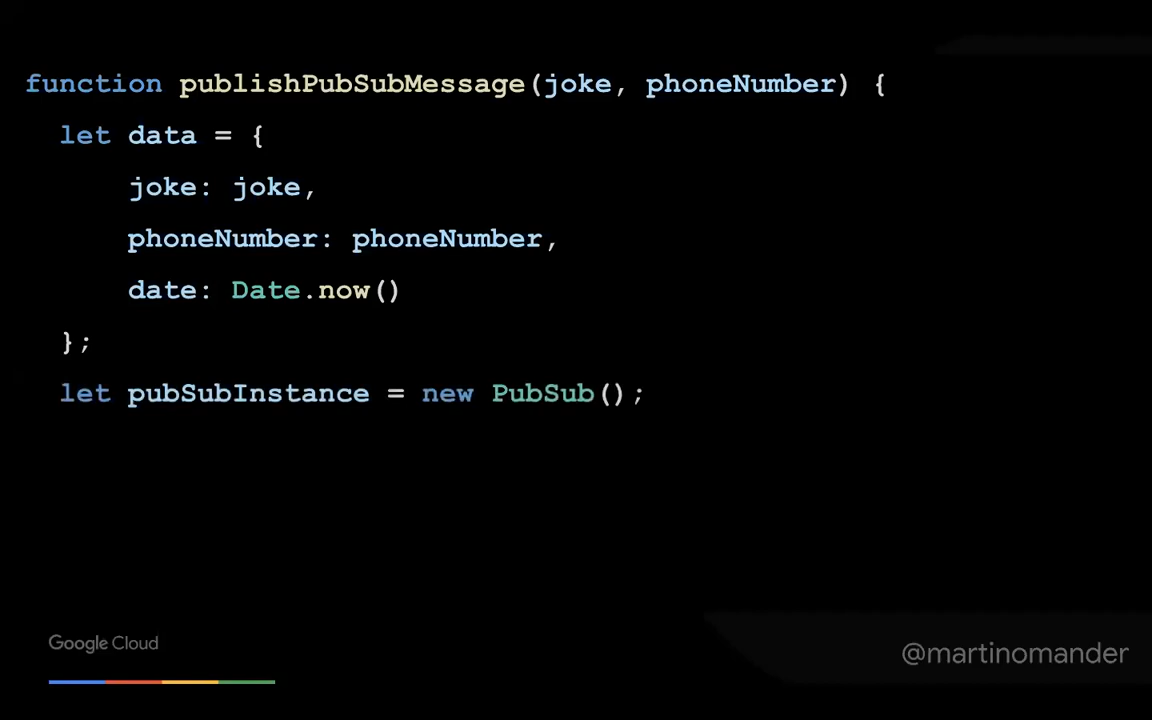 function publishPubSubMessage(joke, phoneNumber) {
let data = {
joke: joke,
phoneNumber: phoneNumber,
date: Date.now()
};
let pubSubInstance = new PubSub();
Google Cloud
@martinomander